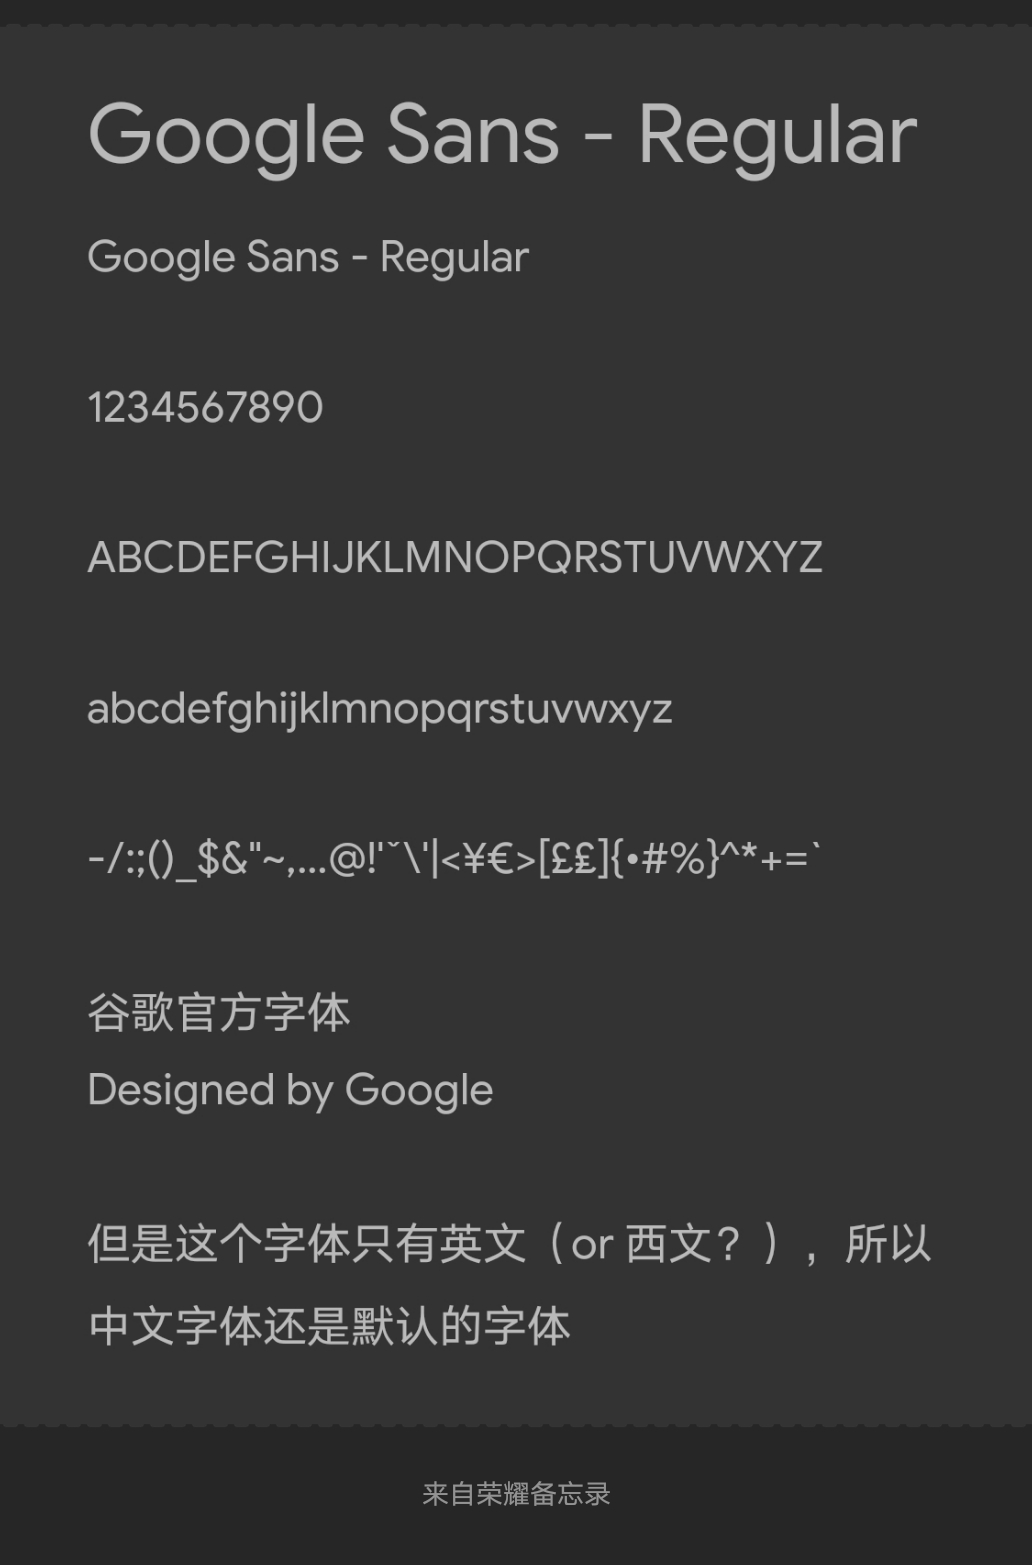 Google Sans - Regular
Google Sans - Regular
1234567890
ABCDEFGHIJKLMNOPQRSTUVWXYZ
abcdefghijklmnopqrstuvwxyz
-/:;()_$&"~,...@!'ˇ\'|<¥€>[£₤]{•#%}^*+=`
谷歌官方字体
Designed by Google
但是这个字体只有英文（or 西文？），所以
中文字体还是默认的字体
来自荣耀备忘录